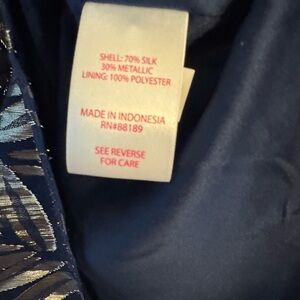 SHELL: 70% SILK
30% METALLIC
LINING: 100% POLYESTER
MADE IN INDONESIA
RN#88189
SEE REVERSE
FOR CARE